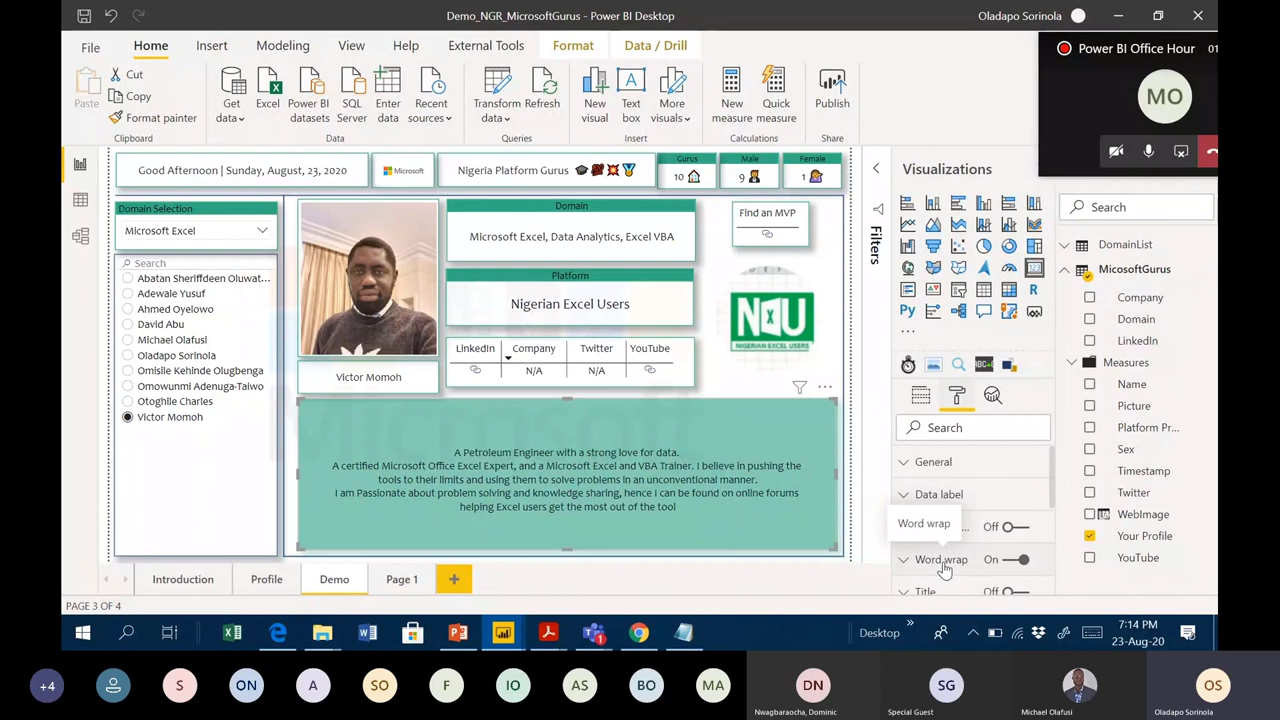 Demo_NGR_MicrosoftGurus - Power BI Desktop
Oladapo Sorinola
File
Home
Insert
Modeling
View
Help
External Tools
Format
Data / Drill
Power BI Office Hour
01
MO
Paste
Cut
Copy
Format painter
Get data
Excel
Power BI datasets
SQL Server
Enter data
Recent sources
Transform data
Refresh
New visual
Text box
More visuals
New measure
Quick measure
Publish
Clipboard
Data
Queries
Insert
Calculations
Share
Good Afternoon | Sunday, August, 23, 2020
Microsoft
Nigeria Platform Gurus
Gurus
10
Male
9
Female
1
Domain Selection
Microsoft Excel
Search
Abatan Sheriffdeen Oluwat...
Adewale Yusuf
Ahmed Oyelowo
David Abu
Michael Olafusi
Oladapo Sorinola
Omisile Kehinde Olugbenga
Omowunmi Adenuga-Taiwo
Otoghile Charles
Victor Momoh
Victor Momoh
Domain
Microsoft Excel, Data Analytics, Excel VBA
Platform
Nigerian Excel Users
LinkedIn
Company
Twitter
YouTube
N/A
N/A
Find an MVP
NXU
NIGERIAN EXCEL USERS
A Petroleum Engineer with a strong love for data.
A certified Microsoft Office Excel Expert, and a Microsoft Excel and VBA Trainer. I believe in pushing the
tools to their limits and using them to solve problems in an unconventional manner.
I am Passionate about problem solving and knowledge sharing, hence I can be found on online forums
helping Excel users get the most out of the tool
Microsoft
Filters
Visualizations
R
Py
ABC
Search
General
Data label
Off
Word wrap
Word wrap
On
Title
Off
Search
DomainList
MicosoftGurus
Company
Domain
LinkedIn
Measures
Name
Picture
Platform Pr...
Sex
Timestamp
Twitter
WebImage
Your Profile
YouTube
Introduction
Profile
Demo
Page 1
PAGE 3 OF 4
Desktop
7:14 PM
23-Aug-20
+4
S
ON
A
SO
F
IO
AS
BO
MA
DN
Nwagbaraocha, Dominic
SG
Special Guest
Michael Olafusi
OS
Oladapo Sorinola